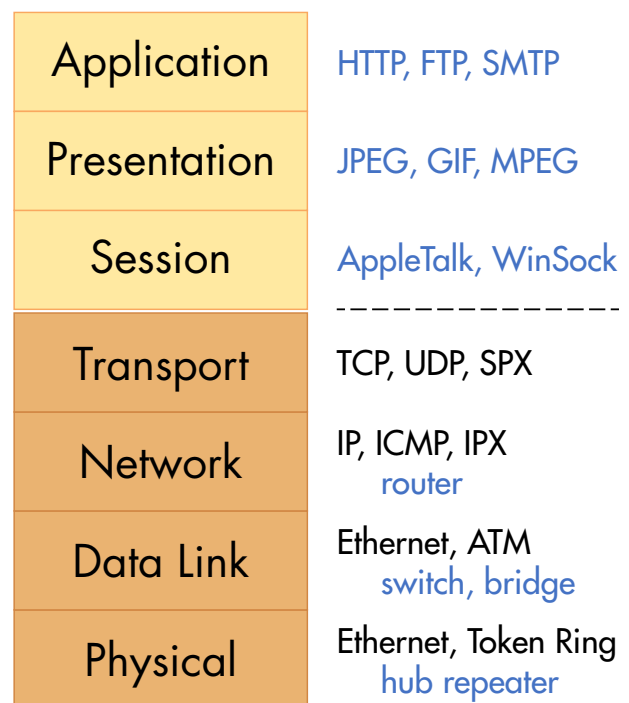 Application HTTP, FTP, SMTP
Presentation JPEG, GIF, MPEG
Session AppleTalk, WinSock
Transport TCP, UDP, SPX
Network IP, ICMP, IPX
router
Data Link Ethernet, ATM
switch, bridge
Physical Ethernet, Token Ring
hub repeater